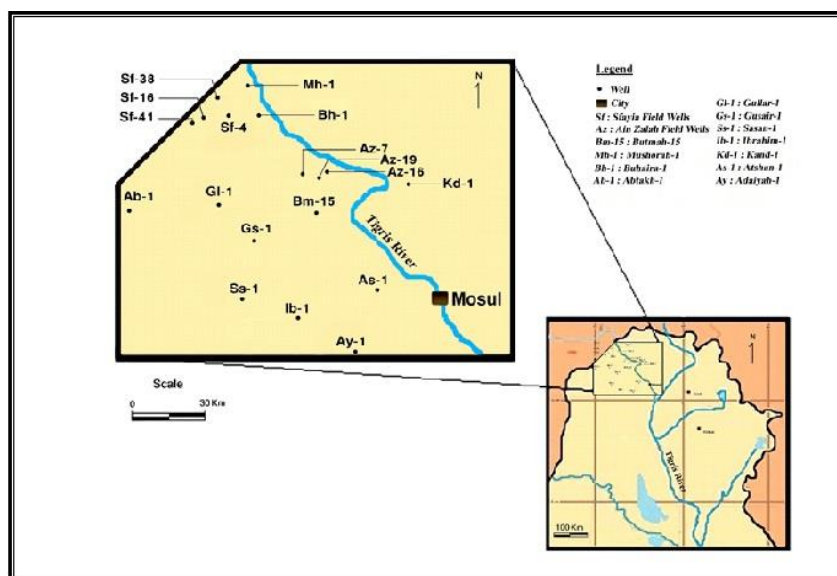 Sf-38
Sf-16
Sf-41
Sf-4
Mh-1
Bh-1
N
Az-7
Az-19
Az-16
Kd-1
Ab-1
Gl-1
Bm-15
Gs-1
Tigris River
Ss-1
Ib-1
As-1
Mosul
Ay-1
Scale
0 30 Km
Legend
Well
City
Sf : Sfayia Field Wells
Az : Ain Zalah Field Wells
Bm-15 : Butmah-15
Mh-1 : Mushorah-1
Bh-1 : Buhaira-1
Ab-1 : Abtakh-1
Gl-1 : Gullar-1
Gs-1 : Gusair-1
Ss-1 : Sasan-1
Ib-1 : Ibrahim-1
Kd-1 : Kand-1
As-1 : Atshan-1
Ay : Adaiyah-1
N
Tigris River
100 Km